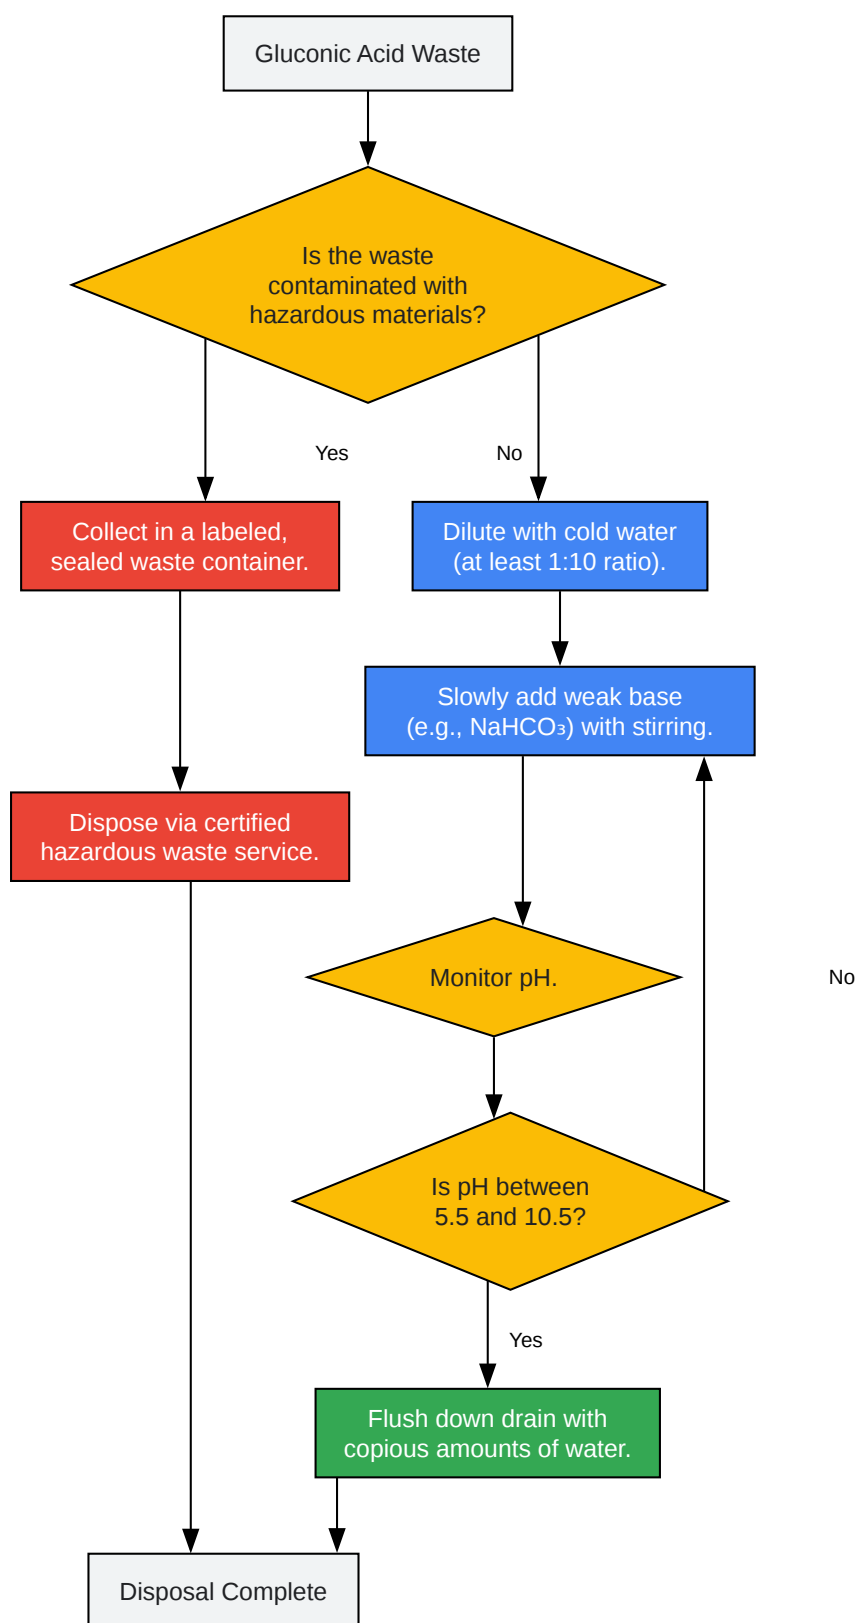 Gluconic Acid Waste
Is the waste
contaminated with
hazardous materials?
Yes
No
Collect in a labeled,
sealed waste container.
Dilute with cold water
(at least 1:10 ratio).
Slowly add weak base
(e.g., NaHCO₃) with stirring.
Dispose via certified
hazardous waste service.
Monitor pH.
No
Is pH between
5.5 and 10.5?
Yes
Flush down drain with
copious amounts of water.
Disposal Complete